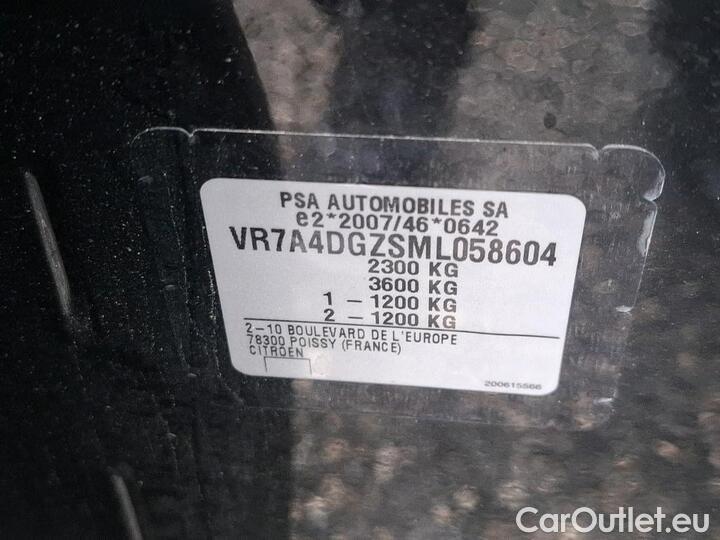 PSA AUTOMOBILES SA
e2*2007/46*0642
VR7A4DGZSML058604
2300 KG
3600 KG
1 - 1200 KG
2 - 1200 KG
2-10 BOULEVARD DE L'EUROPE
78300 POISSY (FRANCE)
CITROEN
200615566
CarOutlet.eu